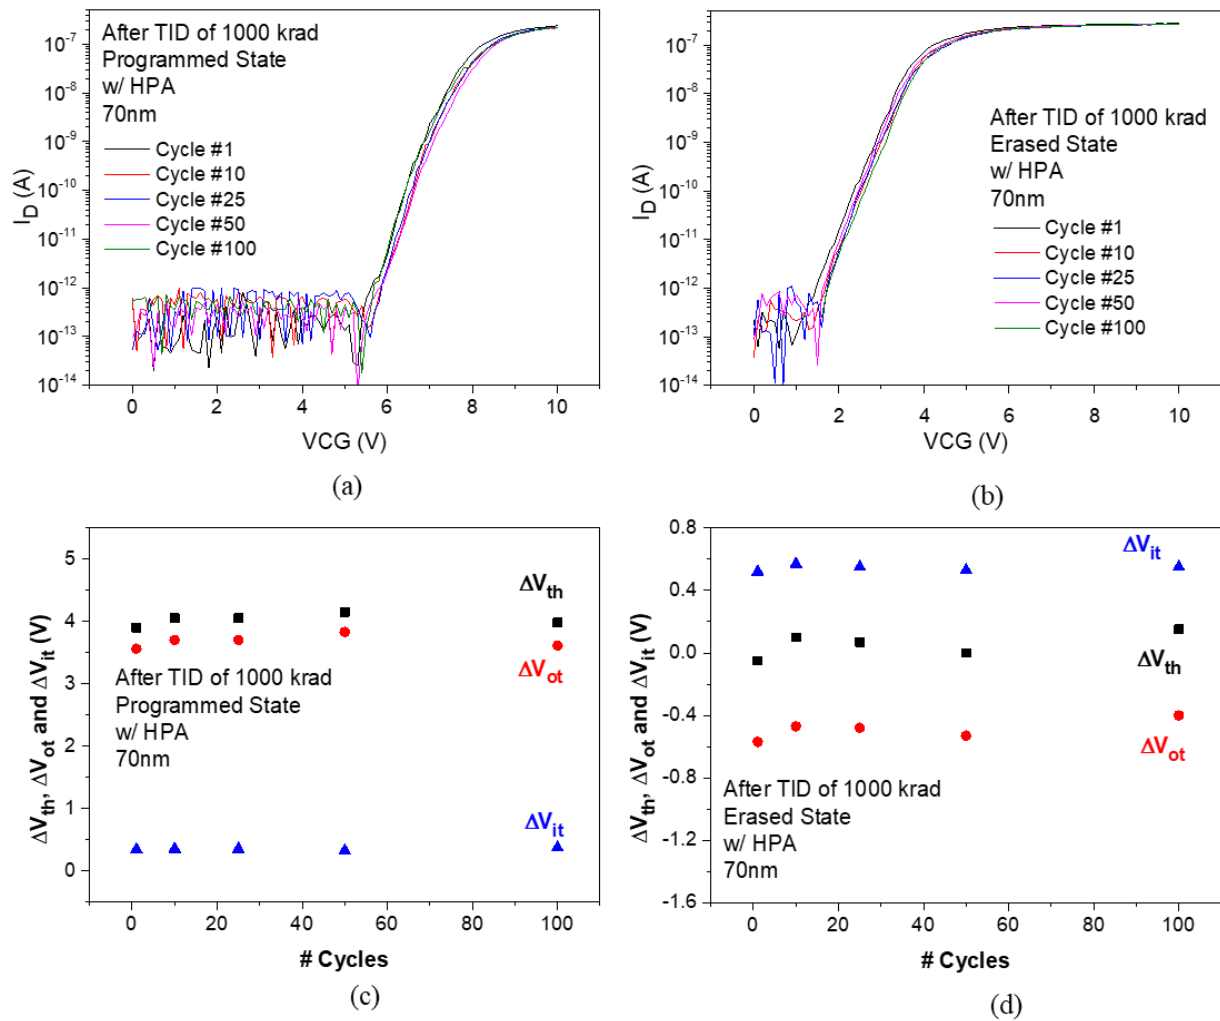 After TID of 1000 krad
Programmed State
w/ HPA
70nm
Cycle #1
Cycle #10
Cycle #25
Cycle #50
Cycle #100
10⁻⁷
10⁻⁸
10⁻⁹
10⁻¹⁰
10⁻¹¹
10⁻¹²
10⁻¹³
10⁻¹⁴
I_D (A)
0 2 4 6 8 10
VCG (V)
(a)
After TID of 1000 krad
Erased State
w/ HPA
70nm
Cycle #1
Cycle #10
Cycle #25
Cycle #50
Cycle #100
10⁻⁷
10⁻⁸
10⁻⁹
10⁻¹⁰
10⁻¹¹
10⁻¹²
10⁻¹³
10⁻¹⁴
I_D (A)
0 2 4 6 8 10
VCG (V)
(b)
5
4
3
2
1
0
ΔV_th, ΔV_ot and ΔV_it (V)
ΔV_th
ΔV_ot
After TID of 1000 krad
Programmed State
w/ HPA
70nm
ΔV_it
0 20 40 60 80 100
# Cycles
(c)
0.8
0.4
0.0
-0.4
-0.8
-1.2
-1.6
ΔV_th, ΔV_ot and ΔV_it (V)
ΔV_it
ΔV_th
ΔV_ot
After TID of 1000 krad
Erased State
w/ HPA
70nm
0 20 40 60 80 100
# Cycles
(d)